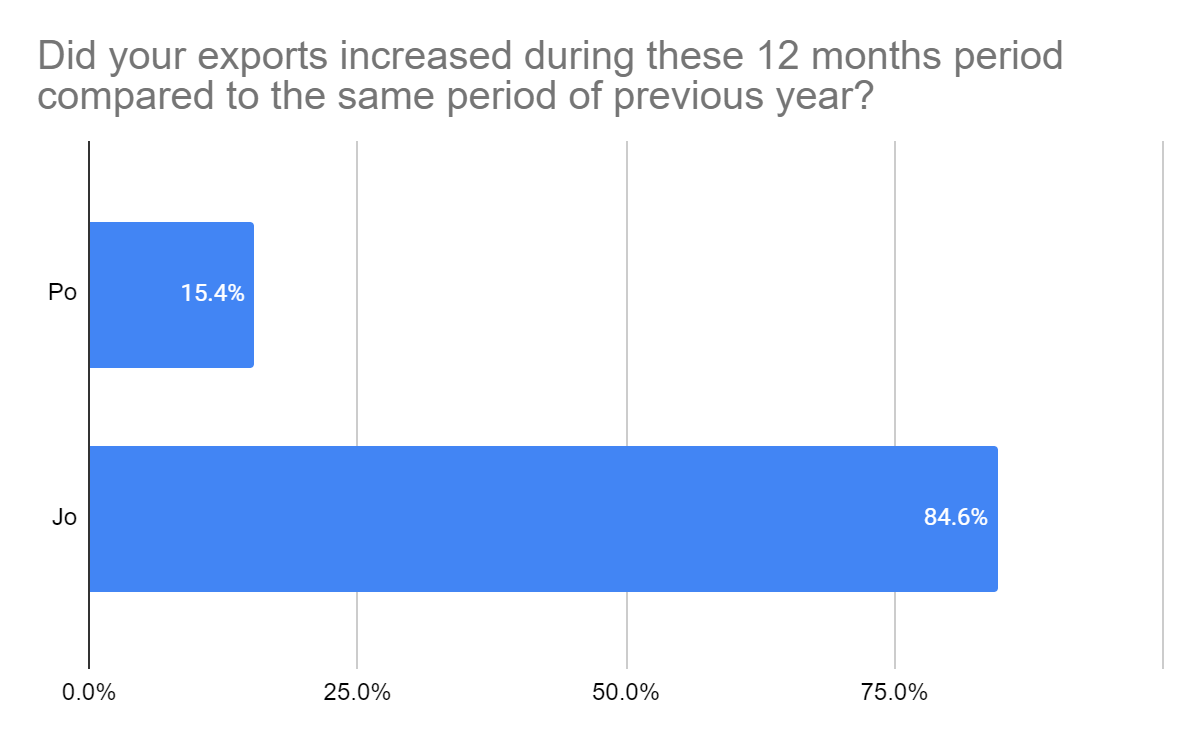 Did your exports increased during these 12 months period
compared to the same period of previous year?
Po
15.4%
Jo
84.6%
0.0%
25.0%
50.0%
75.0%